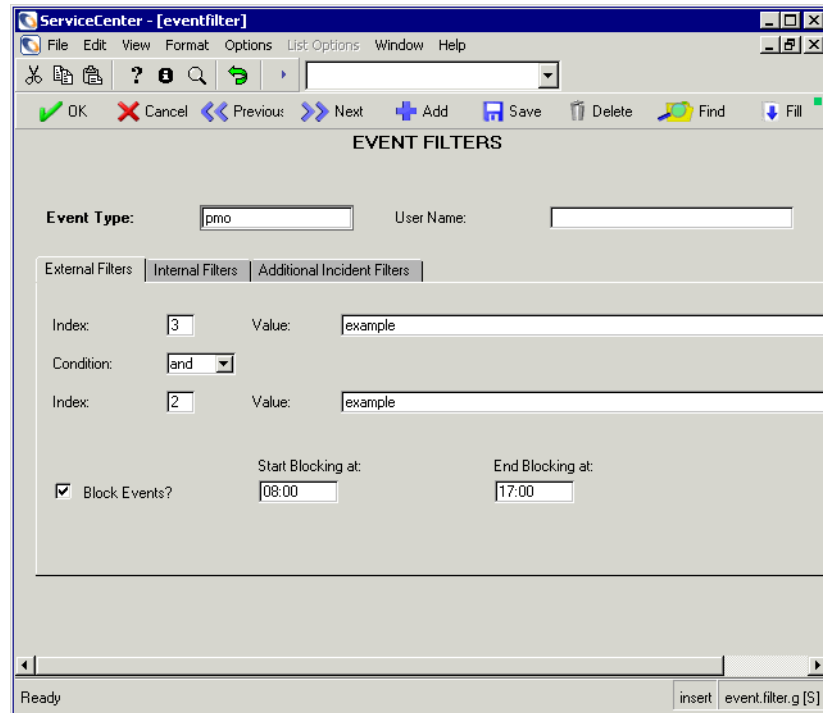 ServiceCenter - [eventfilter]
File Edit View Format Options List Options Window Help
OK Cancel Previous Next Add Save Delete Find Fill
EVENT FILTERS
Event Type: pmo User Name:
External Filters Internal Filters Additional Incident Filters
Index: 3 Value: example
Condition: and
Index: 2 Value: example
Start Blocking at: End Blocking at:
Block Events? 08:00 17:00
Ready insert event.filter.g [S]